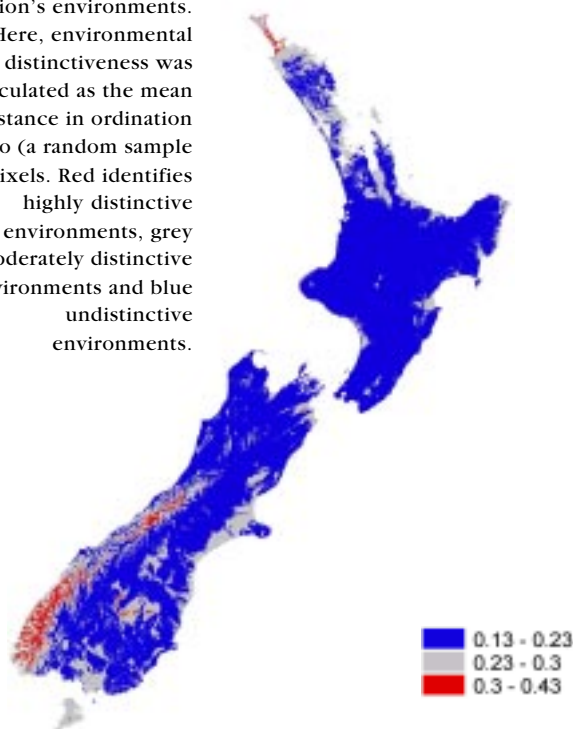 ion's environments.
Here, environmental
distinctiveness was
culated as the mean
stance in ordination
o (a random sample
ixels. Red identifies
highly distinctive
environments, grey
oderately distinctive
vironments and blue
undistinctive
environments.
0.13 - 0.23
0.23 - 0.3
0.3 - 0.43